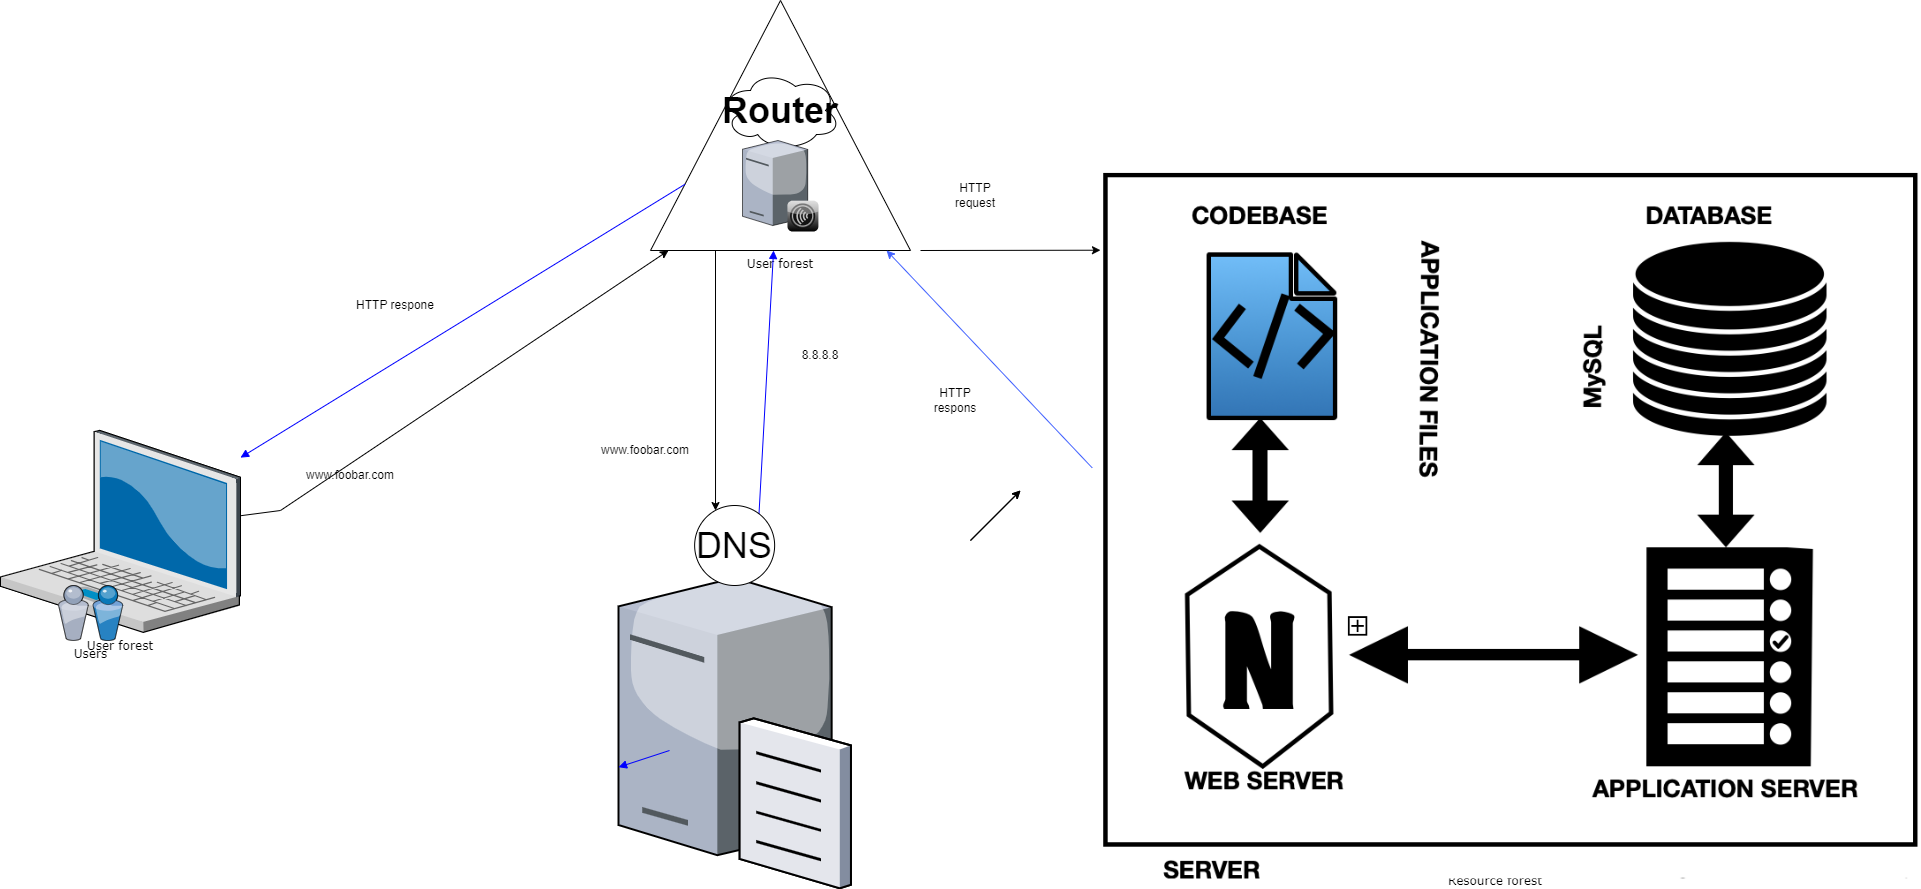 Router
User forest
HTTP
request
HTTP respone
8.8.8.8
HTTP
respons
www.foobar.com
www.foobar.com
DNS
User forest
Users
CODEBASE
DATABASE
APPLICATION FILES
MySQL
N
WEB SERVER
APPLICATION SERVER
SERVER
Resource forest